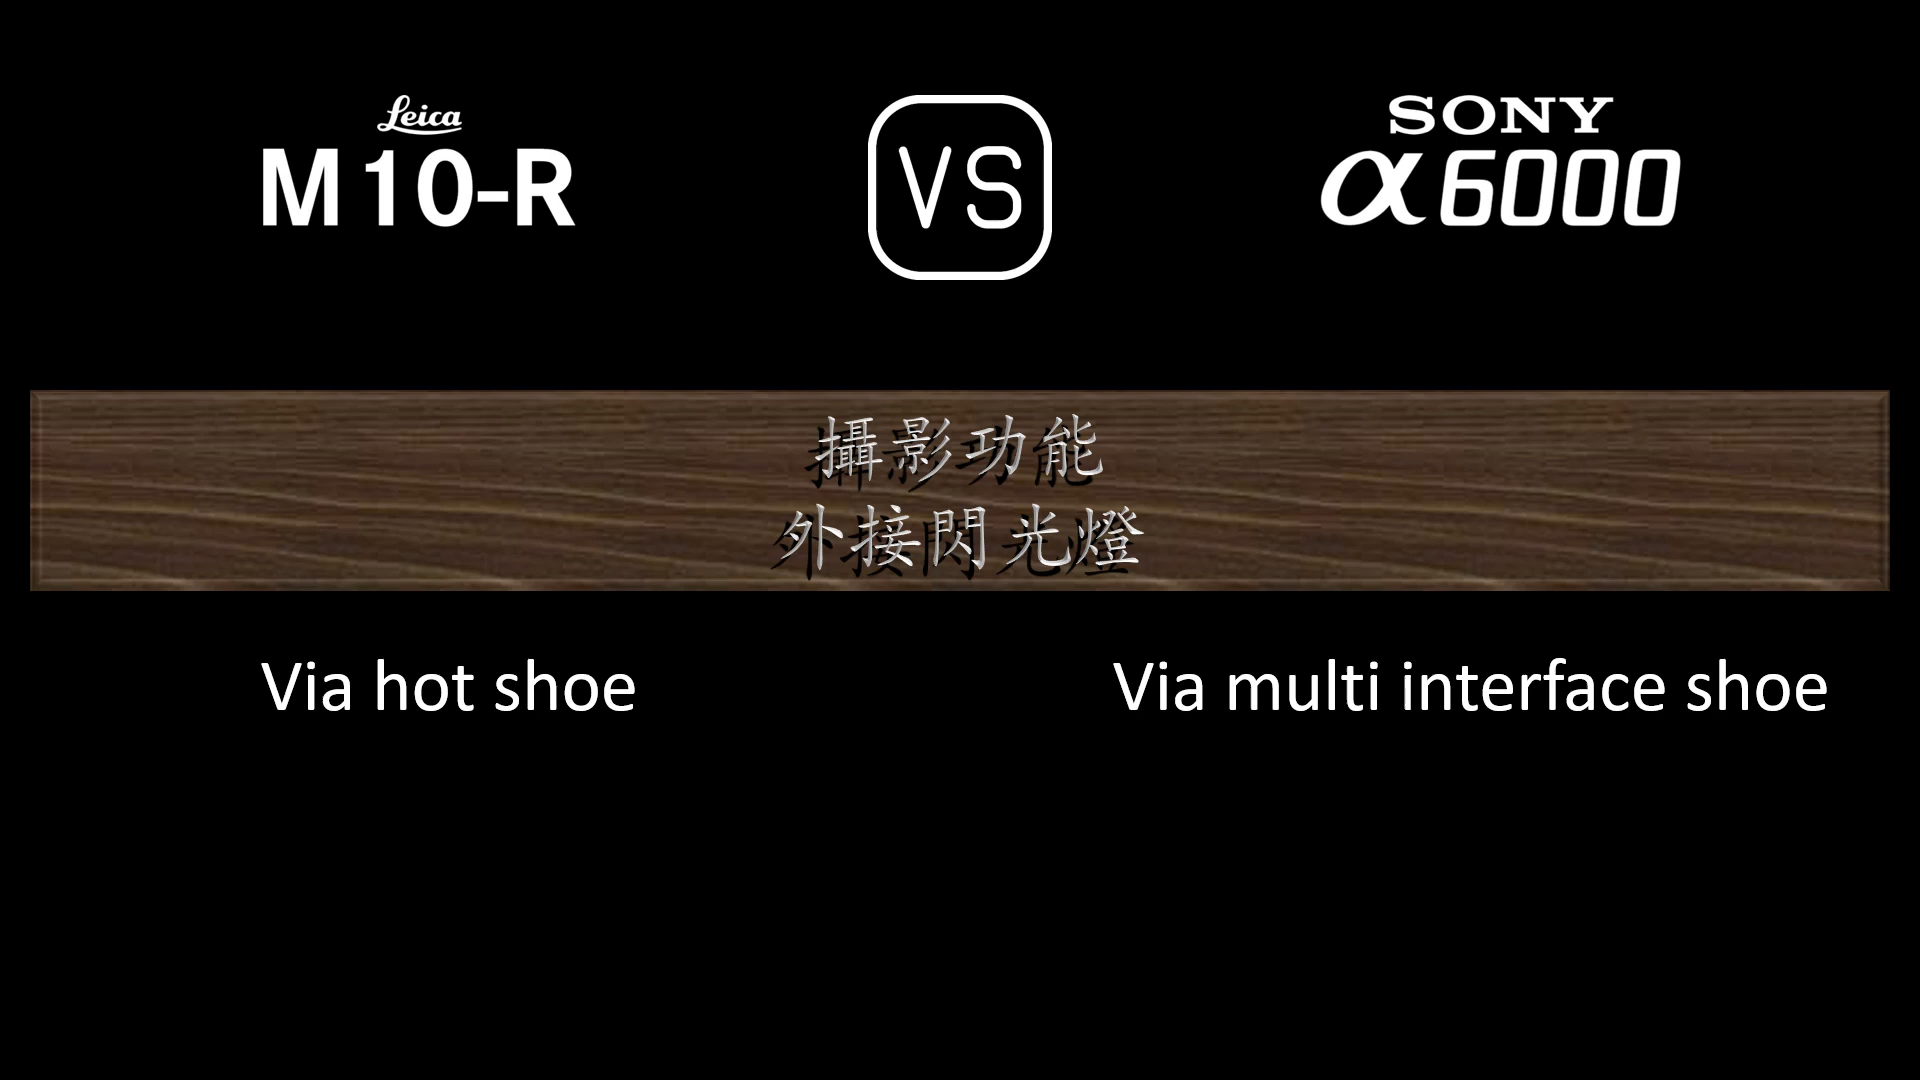 Leica
M10-R
VS
SONY
α6000
攝影功能
外接閃光燈
Via hot shoe
Via multi interface shoe